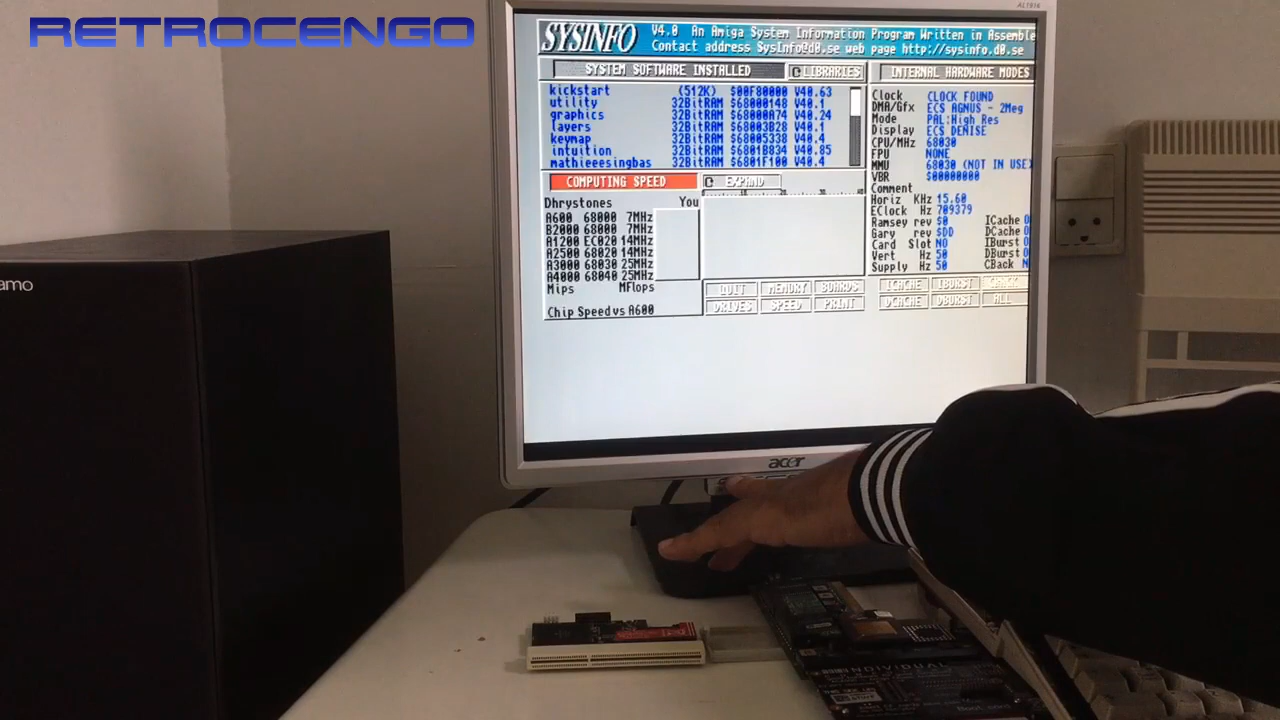 RETROCENGO
AL1914
SYSINFO
V4.0 An Amiga System Information Program Written in Assemble
Contact address SysInfo@d0.se web page http://sysinfo.d0.se
SYSTEM SOFTWARE INSTALLED
LIBRARIES
INTERNAL HARDWARE MODES
kickstart (512K) $00F80000 V40.63
utility 32BitRAM $68000148 V40.1
graphics 32BitRAM $68000A74 V40.24
layers 32BitRAM $68003B28 V40.1
keymap 32BitRAM $68005338 V40.4
intuition 32BitRAM $6801B834 V40.85
mathieeesingbas 32BitRAM $6801F100 V40.4
Clock CLOCK FOUND
DMA/Gfx ECS AGNUS - 2Meg
Mode PAL:High Res
Display ECS DENISE
CPU/MHz 68030
FPU NONE
MMU 68030 (NOT IN USE)
VBR $00000000
Comment
Horiz KHz 15.60
EClock Hz 709379
Ramsey rev $0
Gary rev $DD
Card Slot NO
Vert Hz 50
Supply Hz 50
ICache
DCache
IBurst
DBurst
CBack N
COMPUTING SPEED
EXPAND
Dhrystones You
A600 68000 7MHz
B2000 68000 7MHz
A1200 EC020 14MHz
A2500 68020 14MHz
A3000 68030 25MHz
A4000 68040 25MHz
Mips MFlops
Chip Speed vs A600
QUIT MEMORY BOARDS
DRIVES SPEED PRINT
ICACHE IBURST CBACK
DCACHE DBURST ALL
amo
acer
INDIVIDUAL